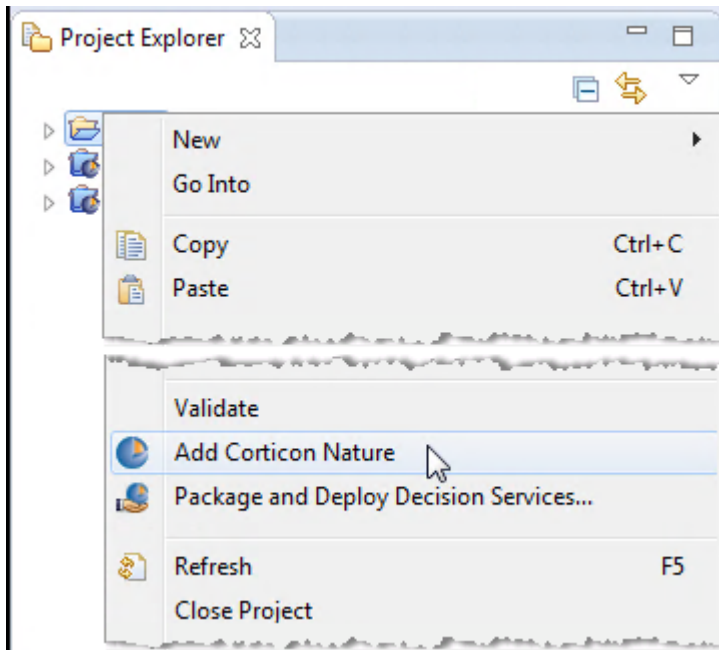 Project Explorer
New
Go Into
Copy Ctrl+C
Paste Ctrl+V
Validate
Add Corticon Nature
Package and Deploy Decision Services...
Refresh F5
Close Project